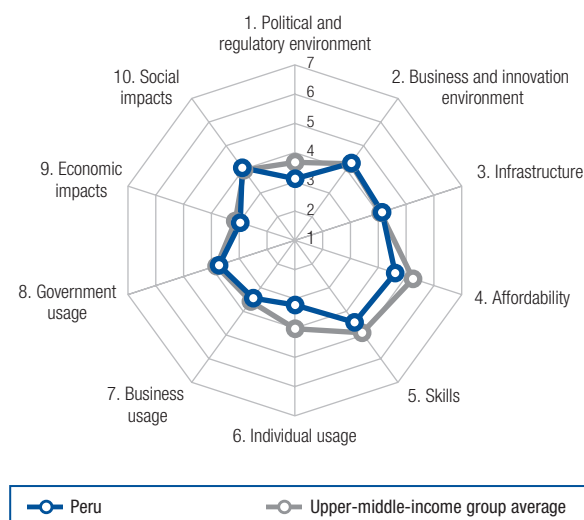 1. Political and
regulatory environment
2. Business and innovation
environment
3. Infrastructure
4. Affordability
5. Skills
6. Individual usage
7. Business
usage
8. Government
usage
9. Economic
impacts
10. Social
impacts
7
6
5
4
3
2
1
Peru
Upper-middle-income group average